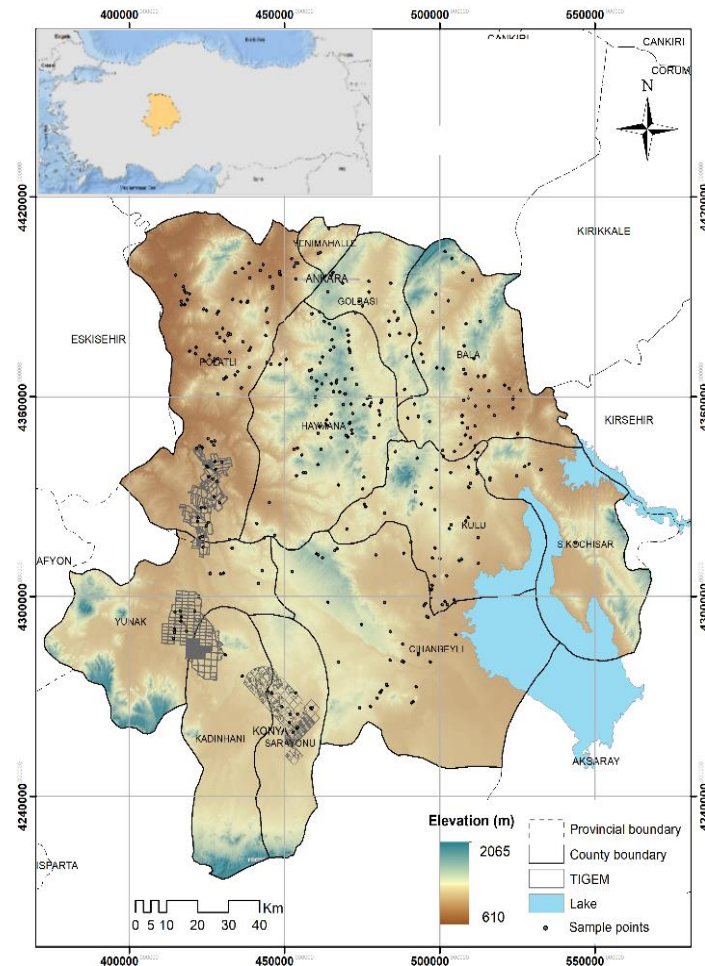 400000
450000
500000
550000
CANKIRI
CANKIRI
CORUM
N
4420000
KIRIKKALE
YENIMAHALLE
ANKARA
GOLBASI
ESKISEHIR
POLATLI
BALA
4360000
4360000
KIRSEHIR
HAYMANA
KULU
S.KOCHISAR
AFYON
4300000
4300000
YUNAK
CIHANBEYLI
KADINHANI
KONYA
SARAYONU
AKSARAY
4240000
4240000
ISPARTA
Elevation (m)
2065
610
Provincial boundary
County boundary
TIGEM
Lake
Sample points
Km
0 5 10 20 30 40
400000
450000
500000
550000